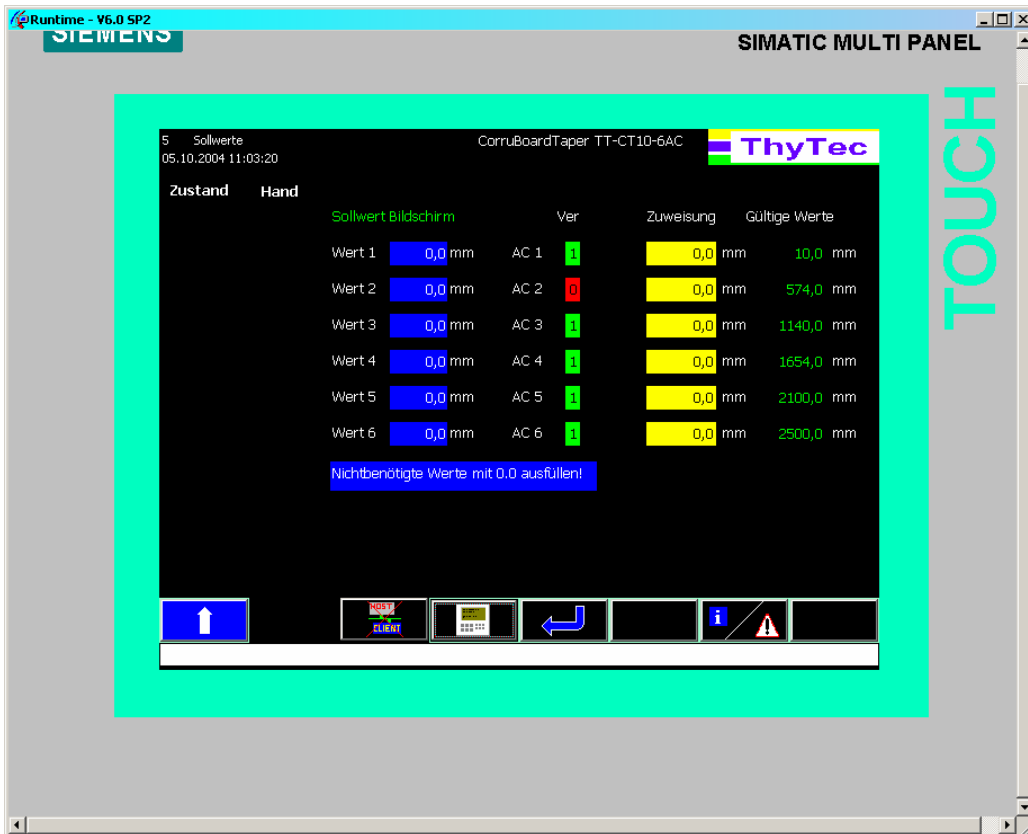 Runtime - V6.0 SP2
SIEMENS
SIMATIC MULTI PANEL
TOUCH
5 Sollwerte
CorruBoardTaper TT-CT10-6AC
ThyTec
05.10.2004 11:03:20
Zustand Hand
Sollwert Bildschirm Ver Zuweisung Gültige Werte
Wert 1 0,0 mm AC 1 1 0,0 mm 10,0 mm
Wert 2 0,0 mm AC 2 0 0,0 mm 574,0 mm
Wert 3 0,0 mm AC 3 1 0,0 mm 1140,0 mm
Wert 4 0,0 mm AC 4 1 0,0 mm 1654,0 mm
Wert 5 0,0 mm AC 5 1 0,0 mm 2100,0 mm
Wert 6 0,0 mm AC 6 1 0,0 mm 2500,0 mm
Nichtbenötigte Werte mit 0.0 ausfüllen!
HOST
CLIENT
i